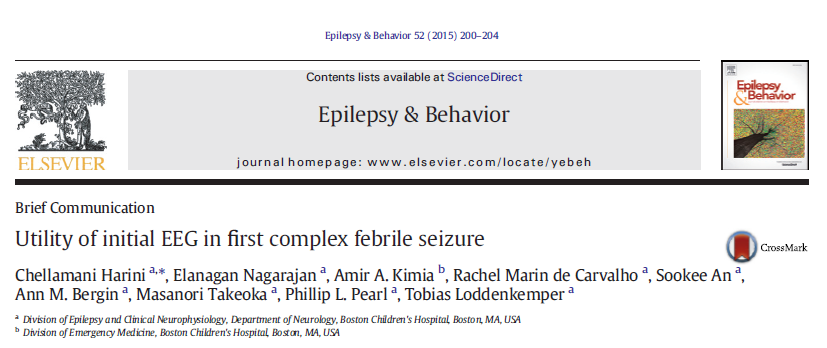 Epilepsy & Behavior 52 (2015) 200–204
Contents lists available at ScienceDirect
Epilepsy & Behavior
journal homepage: www.elsevier.com/locate/yebeh
ELSEVIER
Epilepsy
& Behavior
Brief Communication
Utility of initial EEG in first complex febrile seizure
CrossMark
Chellamani Harini a,*, Elanagan Nagarajan a, Amir A. Kimia b, Rachel Marin de Carvalho a, Sookee An a,
Ann M. Bergin a, Masanori Takeoka a, Phillip L. Pearl a, Tobias Loddenkemper a
a Division of Epilepsy and Clinical Neurophysiology, Department of Neurology, Boston Children's Hospital, Boston, MA, USA
b Division of Emergency Medicine, Boston Children's Hospital, Boston, MA, USA